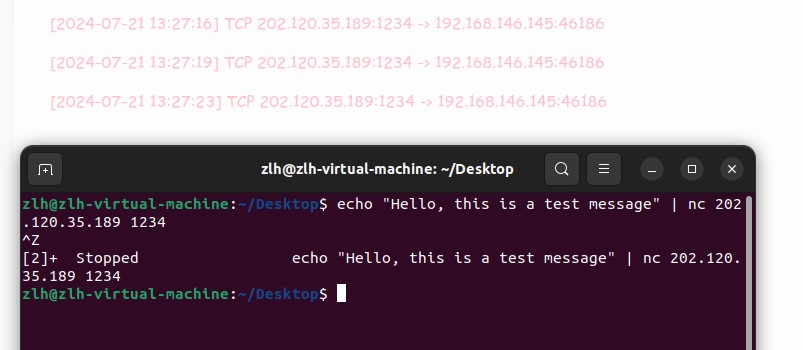 [2024-07-21 13:27:16] TCP 202.120.35.189:1234 -> 192.168.146.145:46186
[2024-07-21 13:27:19] TCP 202.120.35.189:1234 -> 192.168.146.145:46186
[2024-07-21 13:27:23] TCP 202.120.35.189:1234 -> 192.168.146.145:46186
zlh@zlh-virtual-machine: ~/Desktop
zlh@zlh-virtual-machine:~/Desktop$ echo "Hello, this is a test message" | nc 202
.120.35.189 1234
^Z
[2]+  Stopped                 echo "Hello, this is a test message" | nc 202.120.
35.189 1234
zlh@zlh-virtual-machine:~/Desktop$